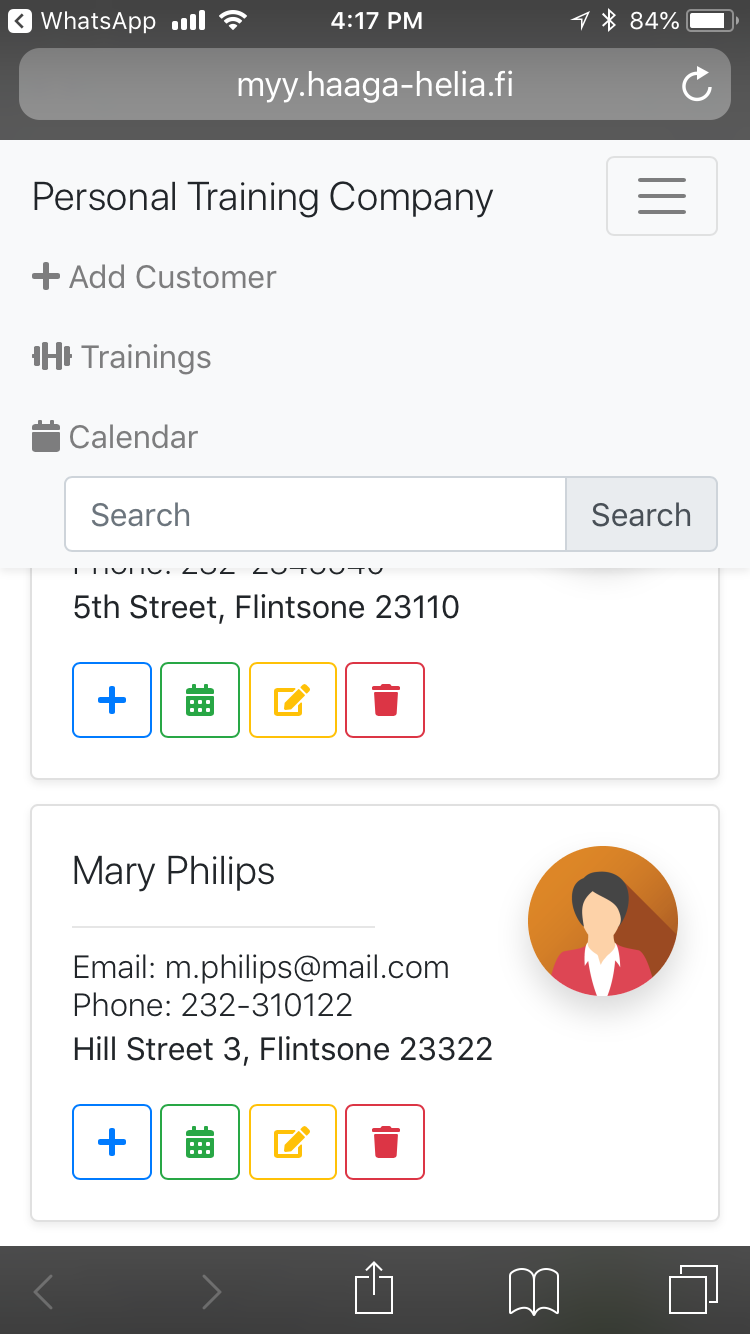 WhatsApp 4:17 PM 84%
myy.haaga-helia.fi
Personal Training Company
Add Customer
Trainings
Calendar
Search Search
5th Street, Flintsone 23110
Mary Philips
Email: m.philips@mail.com
Phone: 232-310122
Hill Street 3, Flintsone 23322